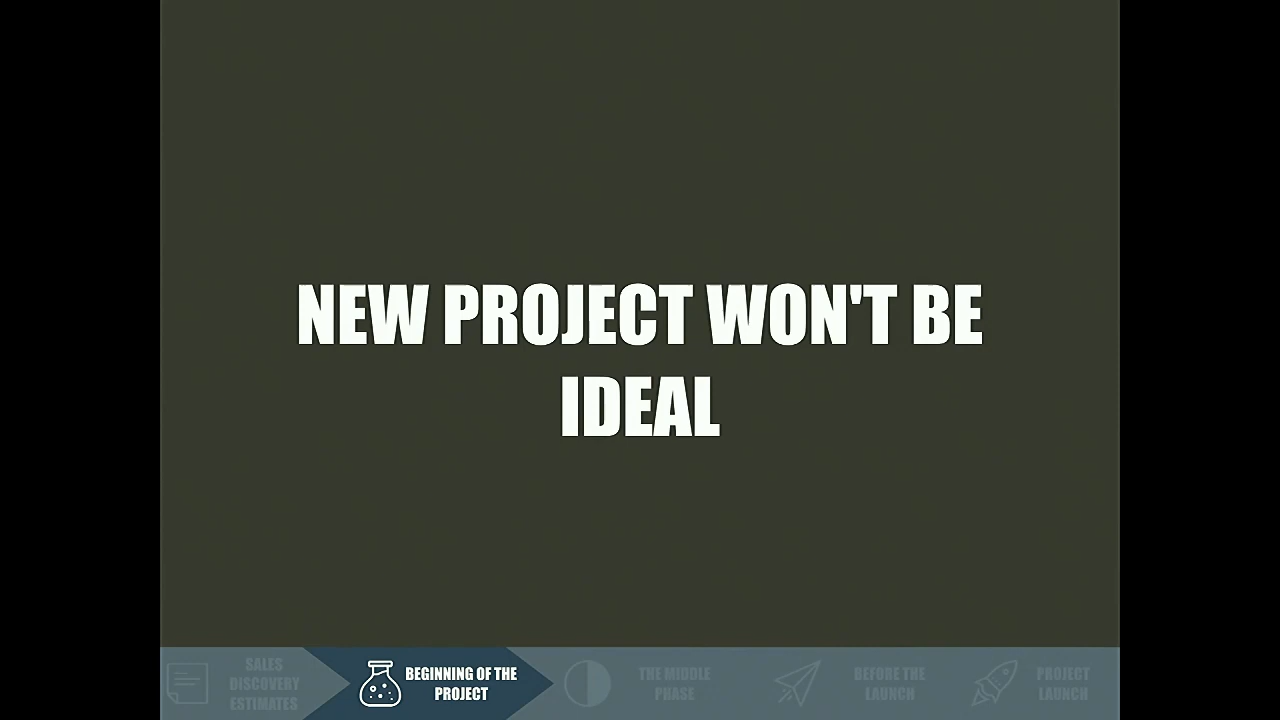 NEW PROJECT WON'T BE
IDEAL
SALES
DISCOVERY
ESTIMATES
BEGINNING OF THE
PROJECT
THE MIDDLE
PHASE
BEFORE THE
LAUNCH
PROJECT
LAUNCH